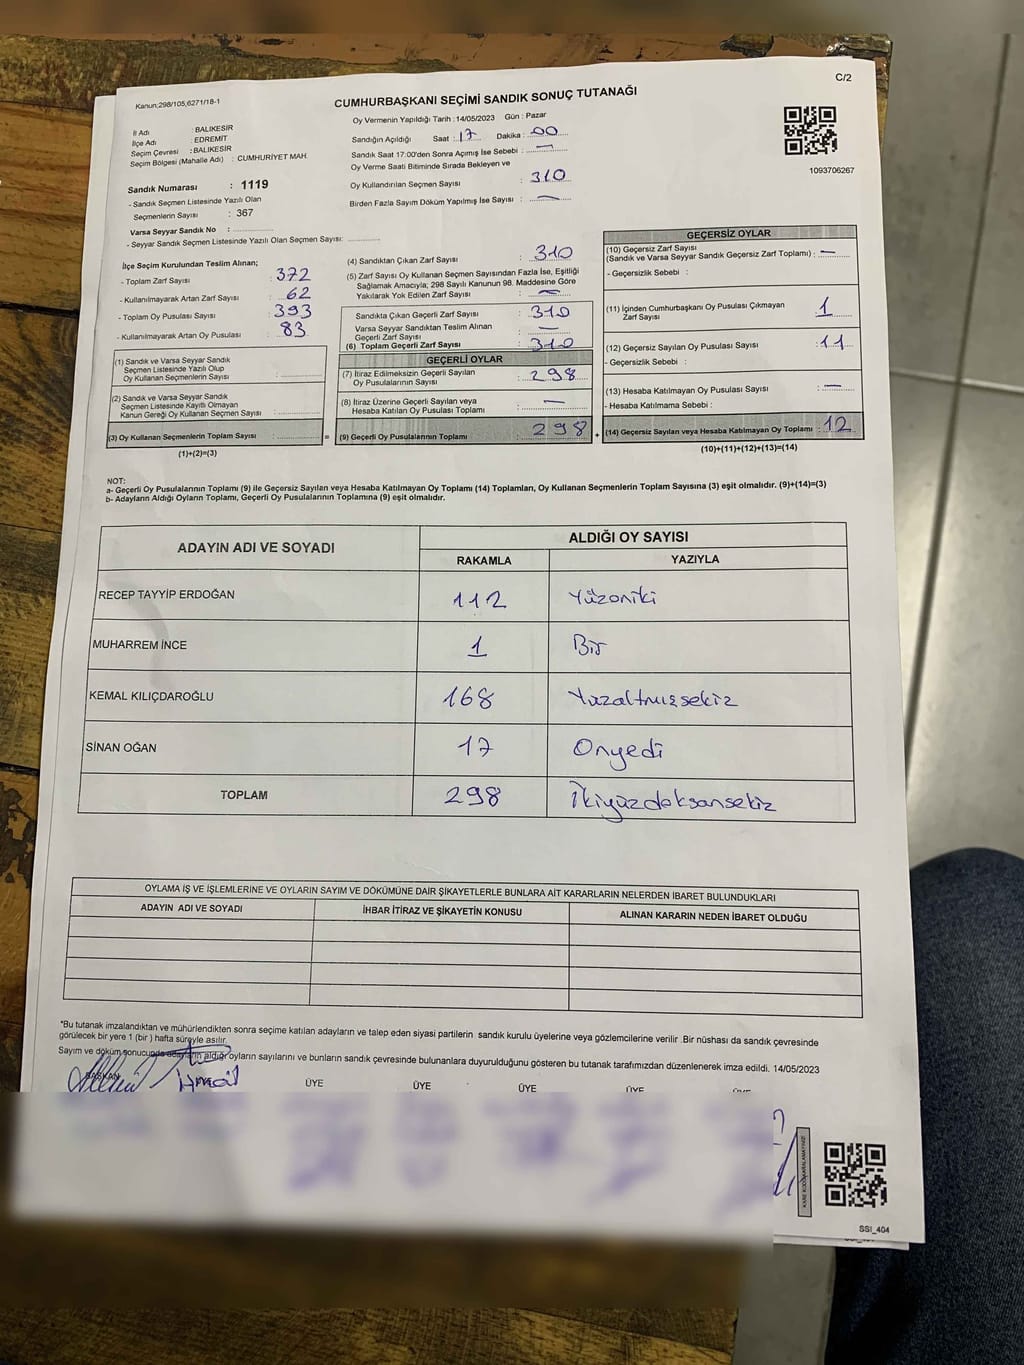 C/2
Kanun;298/105,6271/18-1
CUMHURBAŞKANI SEÇİMİ SANDIK SONUÇ TUTANAĞI
İl Adı : BALIKESİR
İlçe Adı : EDREMİT
Seçim Çevresi : BALIKESİR
Seçim Bölgesi (Mahalle Adı) : CUMHURİYET MAH.
Sandık Numarası : 1119
- Sandık Seçmen Listesinde Yazılı Olan
Seçmenlerin Sayısı : 367
Varsa Seyyar Sandık No :
- Seyyar Sandık Seçmen Listesinde Yazılı Olan Seçmen Sayısı:
Oy Vermenin Yapıldığı Tarih :14/05/2023 Gün : Pazar
Sandığın Açıldığı Saat : 17 Dakika : 00
Sandık Saat 17:00'den Sonra Açımış İse Sebebi : —
Oy Verme Saati Bitiminde Sırada Bekleyen ve
Oy Kullandırılan Seçmen Sayısı : 310
Birden Fazla Sayım Döküm Yapılmış İse Sayısı : —
1093706267
İlçe Seçim Kurulundan Teslim Alınan;
- Toplam Zarf Sayısı : 372
- Kullanılmayarak Artan Zarf Sayısı : 62
- Toplam Oy Pusulası Sayısı : 393
- Kullanılmayarak Artan Oy Pusulası : 83
(1) Sandık ve Varsa Seyyar Sandık
Seçmen Listesinde Yazılı Olup
Oy Kullanan Seçmenlerin Sayısı :
(2) Sandık ve Varsa Seyyar Sandık
Seçmen Listesinde Kayıtlı Olmayan
Kanun Gereği Oy Kullanan Seçmen Sayısı :
(3) Oy Kullanan Seçmenlerin Toplam Sayısı :
(1)+(2)=(3)
=
(4) Sandıktan Çıkan Zarf Sayısı : 310
(5) Zarf Sayısı Oy Kullanan Seçmen Sayısından Fazla İse, Eşitliği
Sağlamak Amacıyla; 298 Sayılı Kanunun 98. Maddesine Göre
Yakılarak Yok Edilen Zarf Sayısı : —
Sandıkta Çıkan Geçerli Zarf Sayısı : 310
Varsa Seyyar Sandıktan Teslim Alınan
Geçerli Zarf Sayısı : —
(6) Toplam Geçerli Zarf Sayısı : 310
GEÇERLİ OYLAR
(7) İtiraz Edilmeksizin Geçerli Sayılan
Oy Pusulalarının Sayısı : 298
(8) İtiraz Üzerine Geçerli Sayılan veya
Hesaba Katılan Oy Pusulası Toplamı : —
(9) Geçerli Oy Pusulalarının Toplamı : 298
+
GEÇERSİZ OYLAR
(10) Geçersiz Zarf Sayısı
(Sandık ve Varsa Seyyar Sandık Geçersiz Zarf Toplamı) : —
- Geçersizlik Sebebi :
(11) İçinden Cumhurbaşkanı Oy Pusulası Çıkmayan
Zarf Sayısı : 1
(12) Geçersiz Sayılan Oy Pusulası Sayısı : 11
- Geçersizlik Sebebi :
(13) Hesaba Katılmayan Oy Pusulası Sayısı : —
- Hesaba Katılmama Sebebi :
(14) Geçersiz Sayılan veya Hesaba Katılmayan Oy Toplamı : 12
(10)+(11)+(12)+(13)=(14)
NOT:
a- Geçerli Oy Pusulaları Toplamı (9) ile Geçersiz Sayılan veya Hesaba Katılmayan Oy Toplamı (14) Toplamları, Oy Kullanan Seçmenlerin Toplam Sayısına (3) eşit olmalıdır. (9)+(14)=(3)
b- Adayların Aldığı Oyların Toplamı, Geçerli Oy Pusulalarının Toplamına (9) eşit olmalıdır.
ADAYIN ADI VE SOYADI
ALDIĞI OY SAYISI
RAKAMLA YAZIYLA
RECEP TAYYİP ERDOĞAN 112 Yüzoniki
MUHARREM İNCE 1 Bir
KEMAL KILIÇDAROĞLU 168 Yüzaltmışsekiz
SİNAN OĞAN 17 Onyedi
TOPLAM 298 İkiyüzdoksansekiz
OYLAMA İŞ VE İŞLEMLERİNE VE OYLARIN SAYIM VE DÖKÜMÜNE DAİR ŞİKAYETLERLE BUNLARA AİT KARARLARIN NELERDEN İBARET BULUNDUKLARI
ADAYIN ADI VE SOYADI İHBAR İTİRAZ VE ŞİKAYETİN KONUSU ALINAN KARARIN NEDEN İBARET OLDUĞU
*Bu tutanak imzalandıktan ve mühürlendikten sonra seçime katılan adayların ve talep eden siyasi partilerin sandık kurulu üyelerine veya gözlemcilerine verilir .Bir nüshası da sandık çevresinde
görülecek bir yere 1 (bir ) hafta süreyle asılır.
Sayım ve döküm sonucunda adayların aldığı oyların sayılarını ve bunların sandık çevresinde bulunanlara duyurulduğunu gösteren bu tutanak tarafımızdan düzenlenerek imza edildi. 14/05/2023
BAŞKAN ÜYE ÜYE ÜYE ÜYE
SSI_404